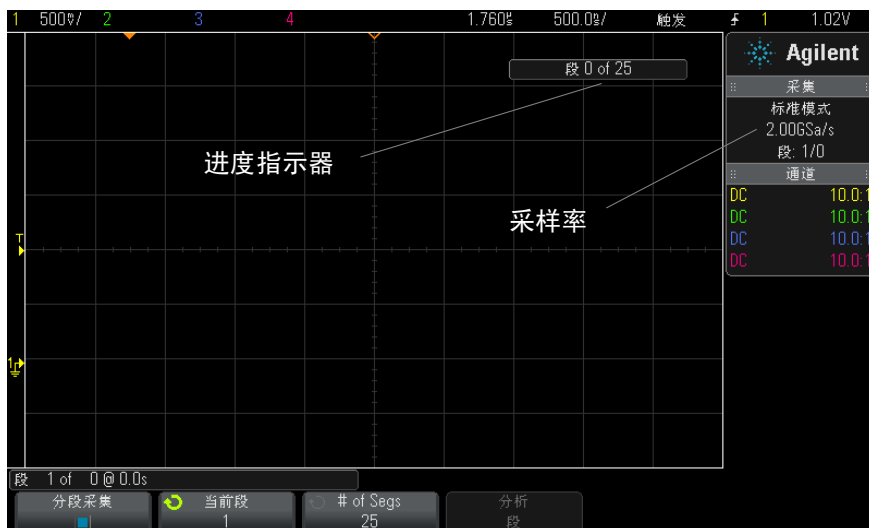 1 500㎷/ 2 3 4 1.760㎲ 500.0㎱/ 触发 1 1.02V
Agilent
段 0 of 25
采集
标准模式
2.00GSa/s
段: 1/0
进度指示器
通道
DC 10.0:1
DC 10.0:1
DC 10.0:1
DC 10.0:1
采样率
T
1
段 1 of 0 @ 0.0s
分段采集
当前段
1
# of Segs
25
分析
段